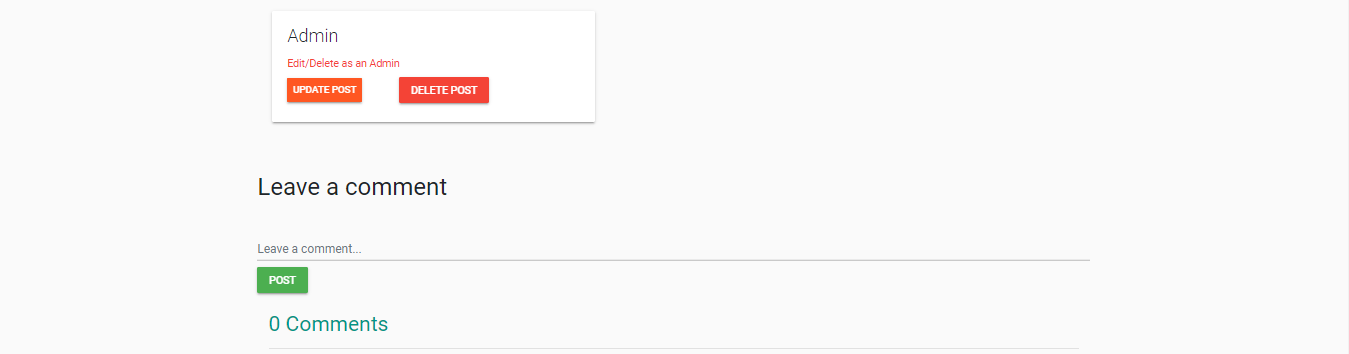 Admin
Edit/Delete as an Admin
UPDATE POST DELETE POST
Leave a comment
Leave a comment...
POST
0 Comments